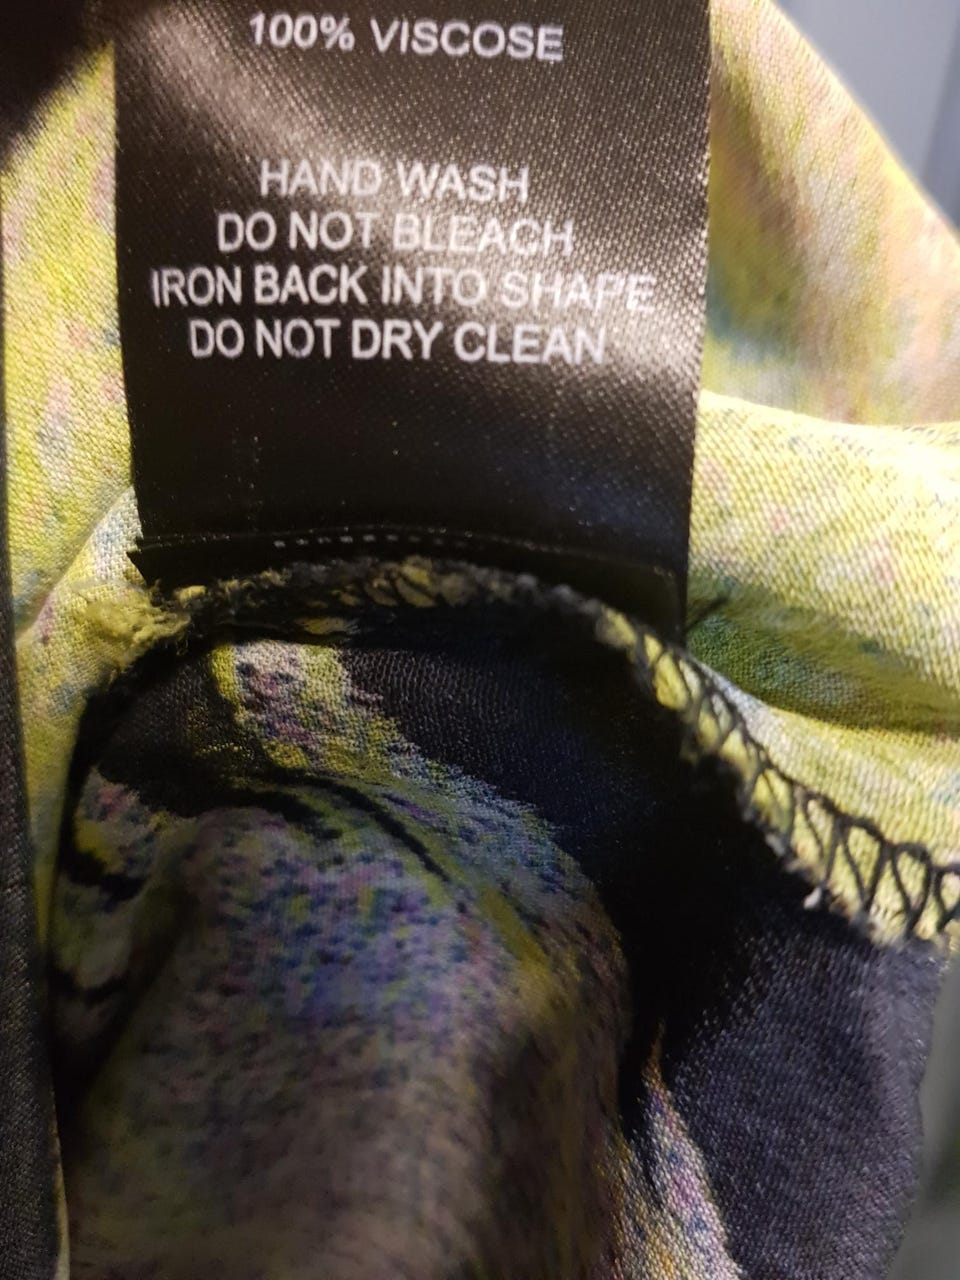 100% VISCOSE
HAND WASH
DO NOT BLEACH
IRON BACK INTO SHAPE
DO NOT DRY CLEAN